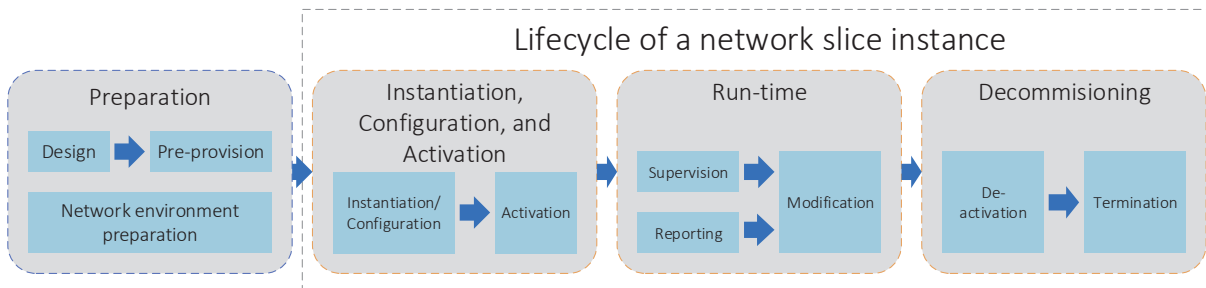 Lifecycle of a network slice instance
Preparation
Design
Pre-provision
Network environment
preparation
Instantiation,
Configuration, and
Activation
Instantiation/
Configuration
Activation
Run-time
Supervision
Reporting
Modification
Decommisioning
De-
activation
Termination